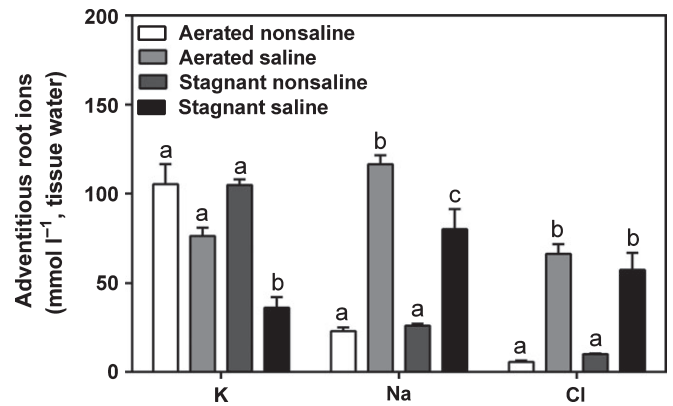 Adventitious root ions
(mmol l⁻¹, tissue water)
200
150
100
50
0
Aerated nonsaline
Aerated saline
Stagnant nonsaline
Stagnant saline
a
a
a
b
a
b
a
c
a
b
a
b
K
Na
Cl